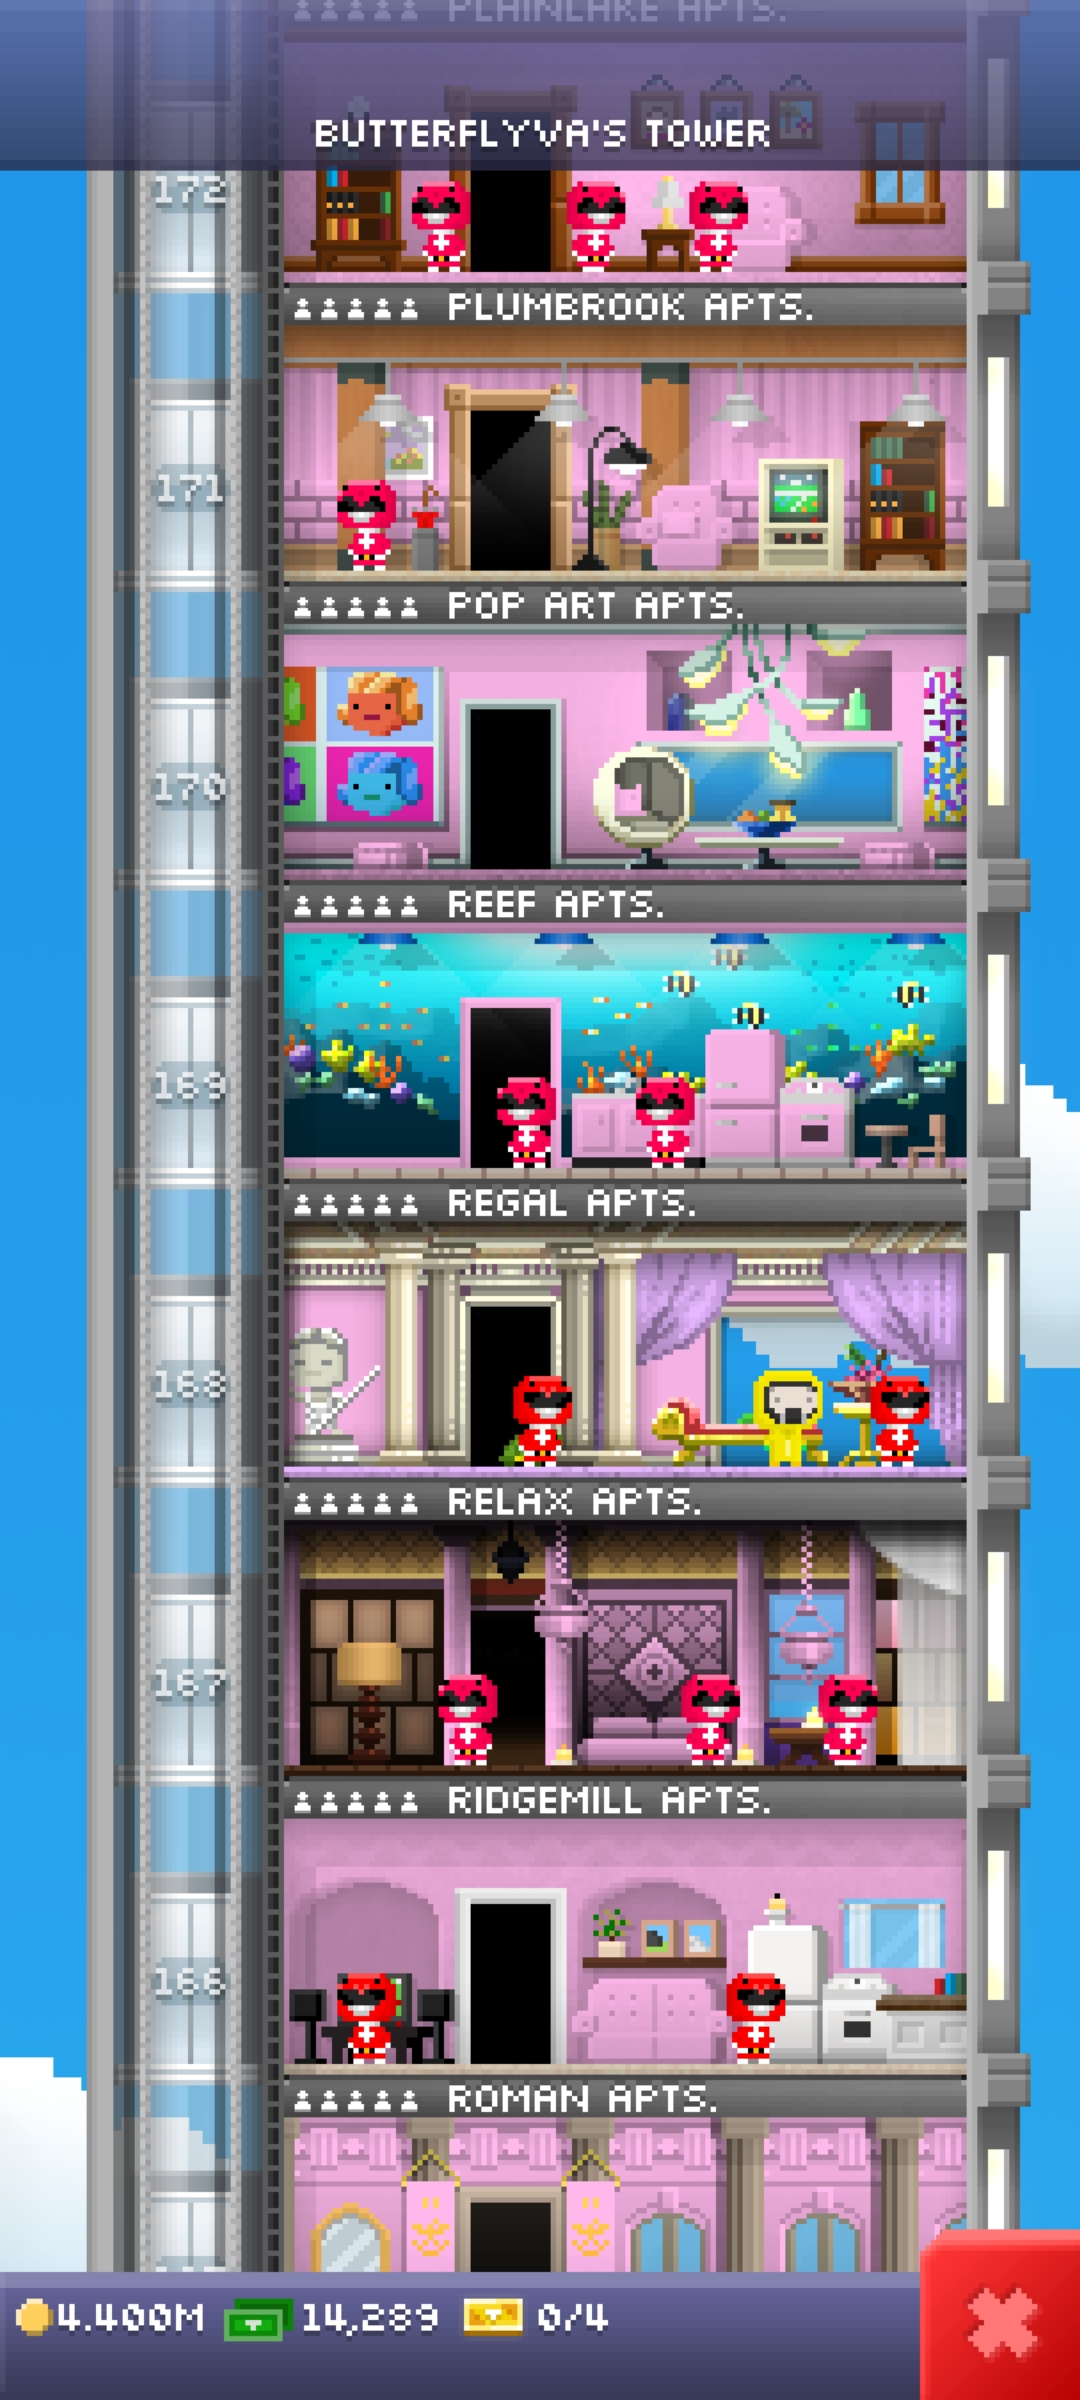 PLAINLAKE APTS.
BUTTERFLYVA'S TOWER
172
PLUMBROOK APTS.
171
POP ART APTS.
170
REEF APTS.
169
REGAL APTS.
168
RELAX APTS.
167
RIDGEMILL APTS.
166
ROMAN APTS.
4.400M 14,289 0/4